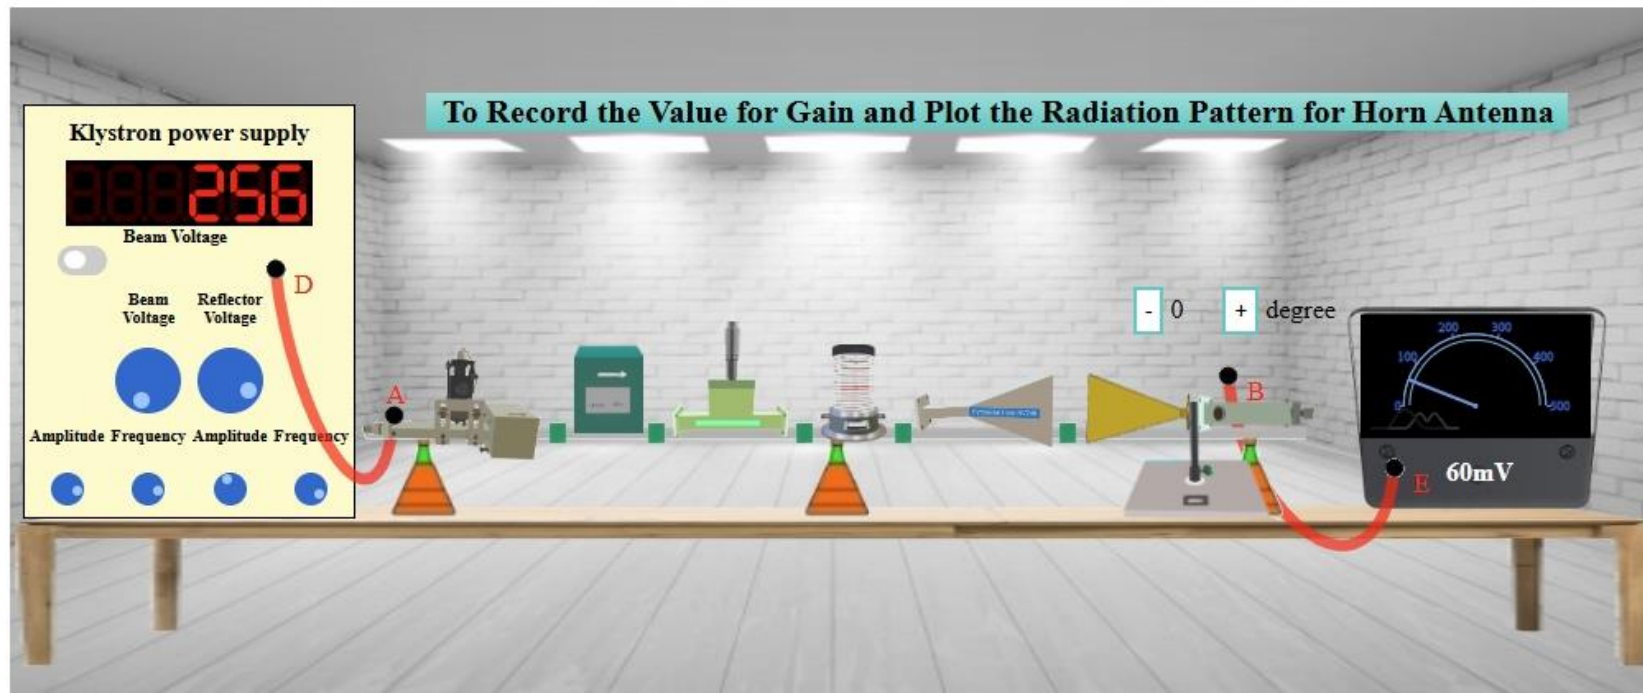 To Record the Value for Gain and Plot the Radiation Pattern for Horn Antenna
Klystron power supply
256
Beam Voltage
D
Beam Voltage
Reflector Voltage
Amplitude Frequency Amplitude Frequency
A
- 0 + degree
B
0 100 200 300 400 500
60mV
E